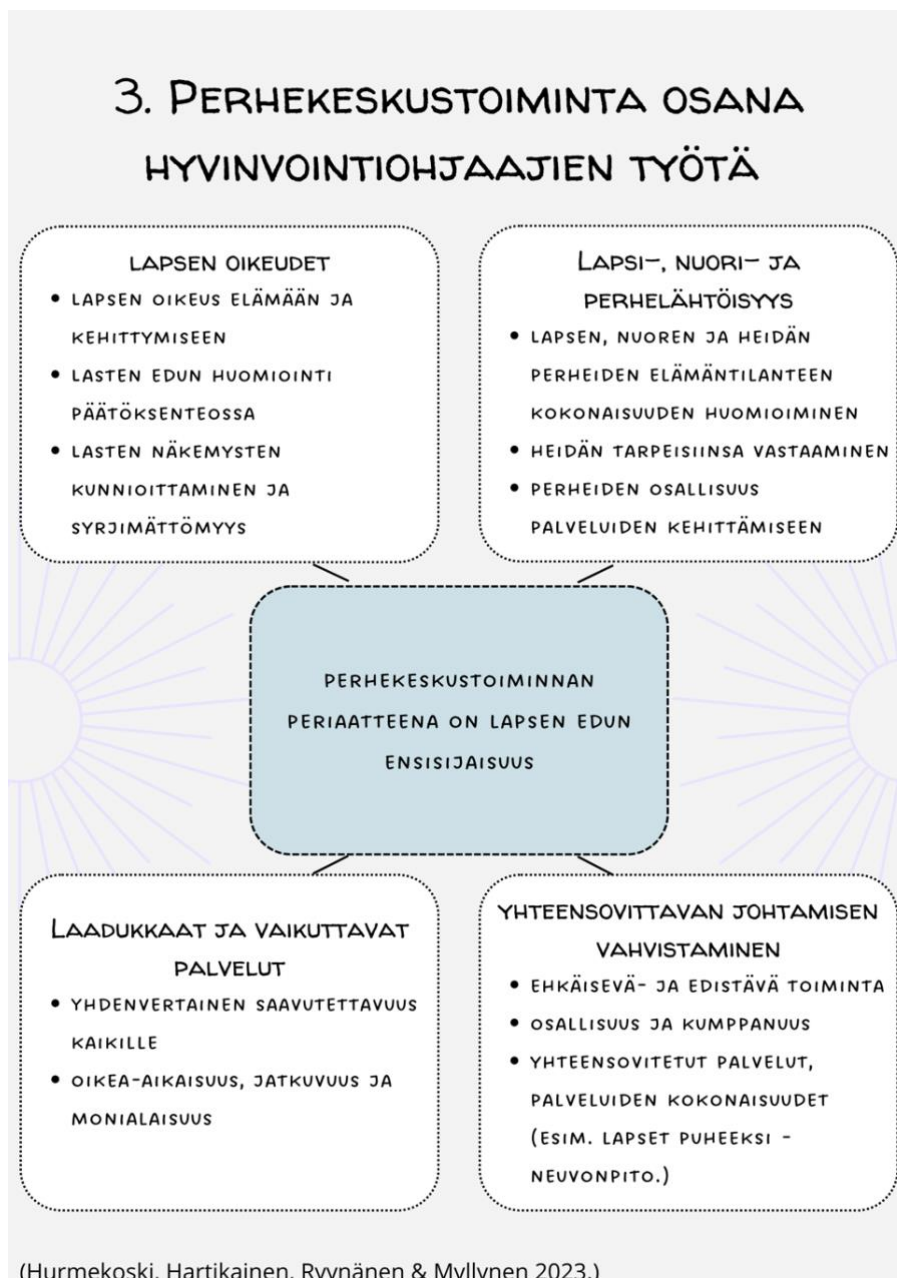 3. PERHEKESKUSTOIMINTA OSANA
HYVINVOINTIOHJAAJIEN TYÖTÄ
LAPSEN OIKEUDET
• LAPSEN OIKEUS ELÄMÄÄN JA
KEHITTYMISEEN
• LASTEN EDUN HUOMIOINTI
PÄÄTÖKSENTEOSSA
• LASTEN NÄKEMYSTEN
KUNNIOITTAMINEN JA
SYRJIMÄTTÖMYYS
LAPSI-, NUORI- JA
PERHELÄHTÖISYYS
• LAPSEN, NUOREN JA HEIDÄN
PERHEIDEN ELÄMÄNTILANTEEN
KOKONAISUUDEN HUOMIOIMINEN
• HEIDÄN TARPEISIINSA VASTAAMINEN
• PERHEIDEN OSALLISUUS
PALVELUIDEN KEHITTÄMISEEN
PERHEKESKUSTOIMINNAN
PERIAATTEENA ON LAPSEN EDUN
ENSISIJAISUUS
LAADUKKAAT JA VAIKUTTAVAT
PALVELUT
• YHDENVERTAINEN SAAVUTETTAVUUS
KAIKILLE
• OIKEA-AIKAISUUS, JATKUVUUS JA
MONIALAISUUS
YHTEENSOVITTAVAN JOHTAMISEN
VAHVISTAMINEN
• EHKÄISEVÄ- JA EDISTÄVÄ TOIMINTA
• OSALLISUUS JA KUMPPANUUS
• YHTEENSOVITETUT PALVELUT,
PALVELUIDEN KOKONAISUUDET
(ESIM. LAPSET PUHEEKSI -
NEUVONPITO.)
(Hurmekoski, Hartikainen, Ryynänen & Myllynen 2023.)